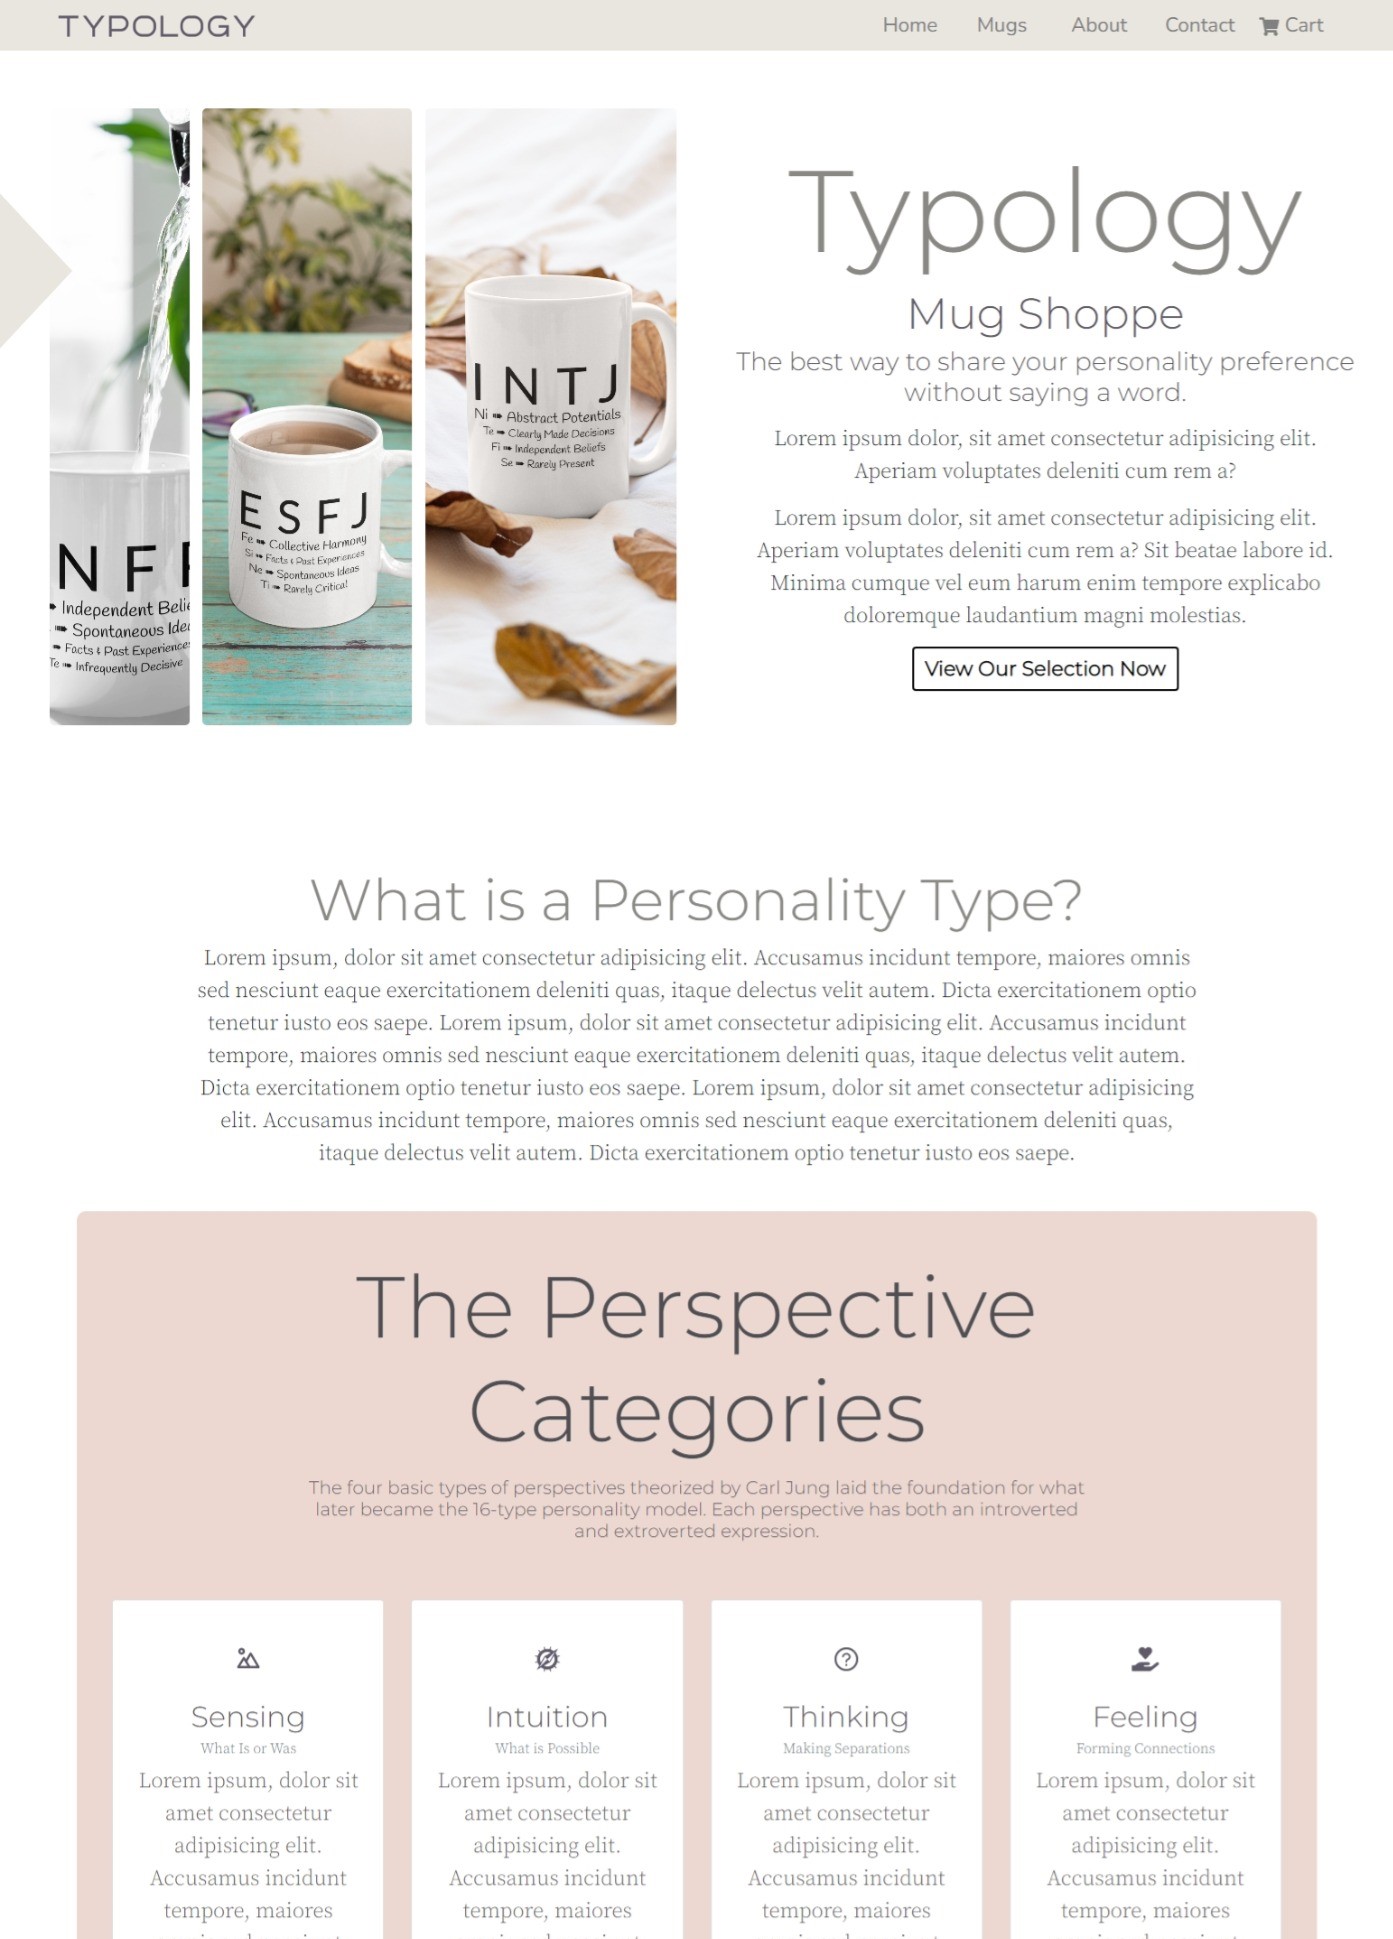 TYPOLOGY
Home Mugs About Contact Cart
N F
Independent
Spontaneous
Facts & Past
Te ➠ Infrequently Decisive
E S F J
Fe ➠ Collective Harmony
Si ➠ Facts & Past Experiences
Ne ➠ Spontaneous Ideas
Ti ➠ Rarely Critical
I N T J
Ni ➠ Abstract Potentials
Te ➠ Clearly Made Decisions
Fi ➠ Independent Beliefs
Se ➠ Rarely Present
Typology
Mug Shoppe
The best way to share your personality preference
without saying a word.
Lorem ipsum dolor, sit amet consectetur adipisicing elit.
Aperiam voluptates deleniti cum rem a?
Lorem ipsum dolor, sit amet consectetur adipisicing elit.
Aperiam voluptates deleniti cum rem a? Sit beatae labore id.
Minima cumque vel eum harum enim tempore explicabo
doloremque laudantium magni molestias.
View Our Selection Now
What is a Personality Type?
Lorem ipsum, dolor sit amet consectetur adipisicing elit. Accusamus incidunt tempore, maiores omnis
sed nesciunt eaque exercitationem deleniti quas, itaque delectus velit autem. Dicta exercitationem optio
tenetur iusto eos saepe. Lorem ipsum, dolor sit amet consectetur adipisicing elit. Accusamus incidunt
tempore, maiores omnis sed nesciunt eaque exercitationem deleniti quas, itaque delectus velit autem.
Dicta exercitationem optio tenetur iusto eos saepe. Lorem ipsum, dolor sit amet consectetur adipisicing
elit. Accusamus incidunt tempore, maiores omnis sed nesciunt eaque exercitationem deleniti quas,
itaque delectus velit autem. Dicta exercitationem optio tenetur iusto eos saepe.
The Perspective
Categories
The four basic types of perspectives theorized by Carl Jung laid the foundation for what
later became the 16-type personality model. Each perspective has both an introverted
and extroverted expression.
Sensing
What Is or Was
Lorem ipsum, dolor sit
amet consectetur
adipisicing elit.
Accusamus incidunt
tempore, maiores
Intuition
What is Possible
Lorem ipsum, dolor sit
amet consectetur
adipisicing elit.
Accusamus incidunt
tempore, maiores
Thinking
Making Separations
Lorem ipsum, dolor sit
amet consectetur
adipisicing elit.
Accusamus incidunt
tempore, maiores
Feeling
Forming Connections
Lorem ipsum, dolor sit
amet consectetur
adipisicing elit.
Accusamus incidunt
tempore, maiores